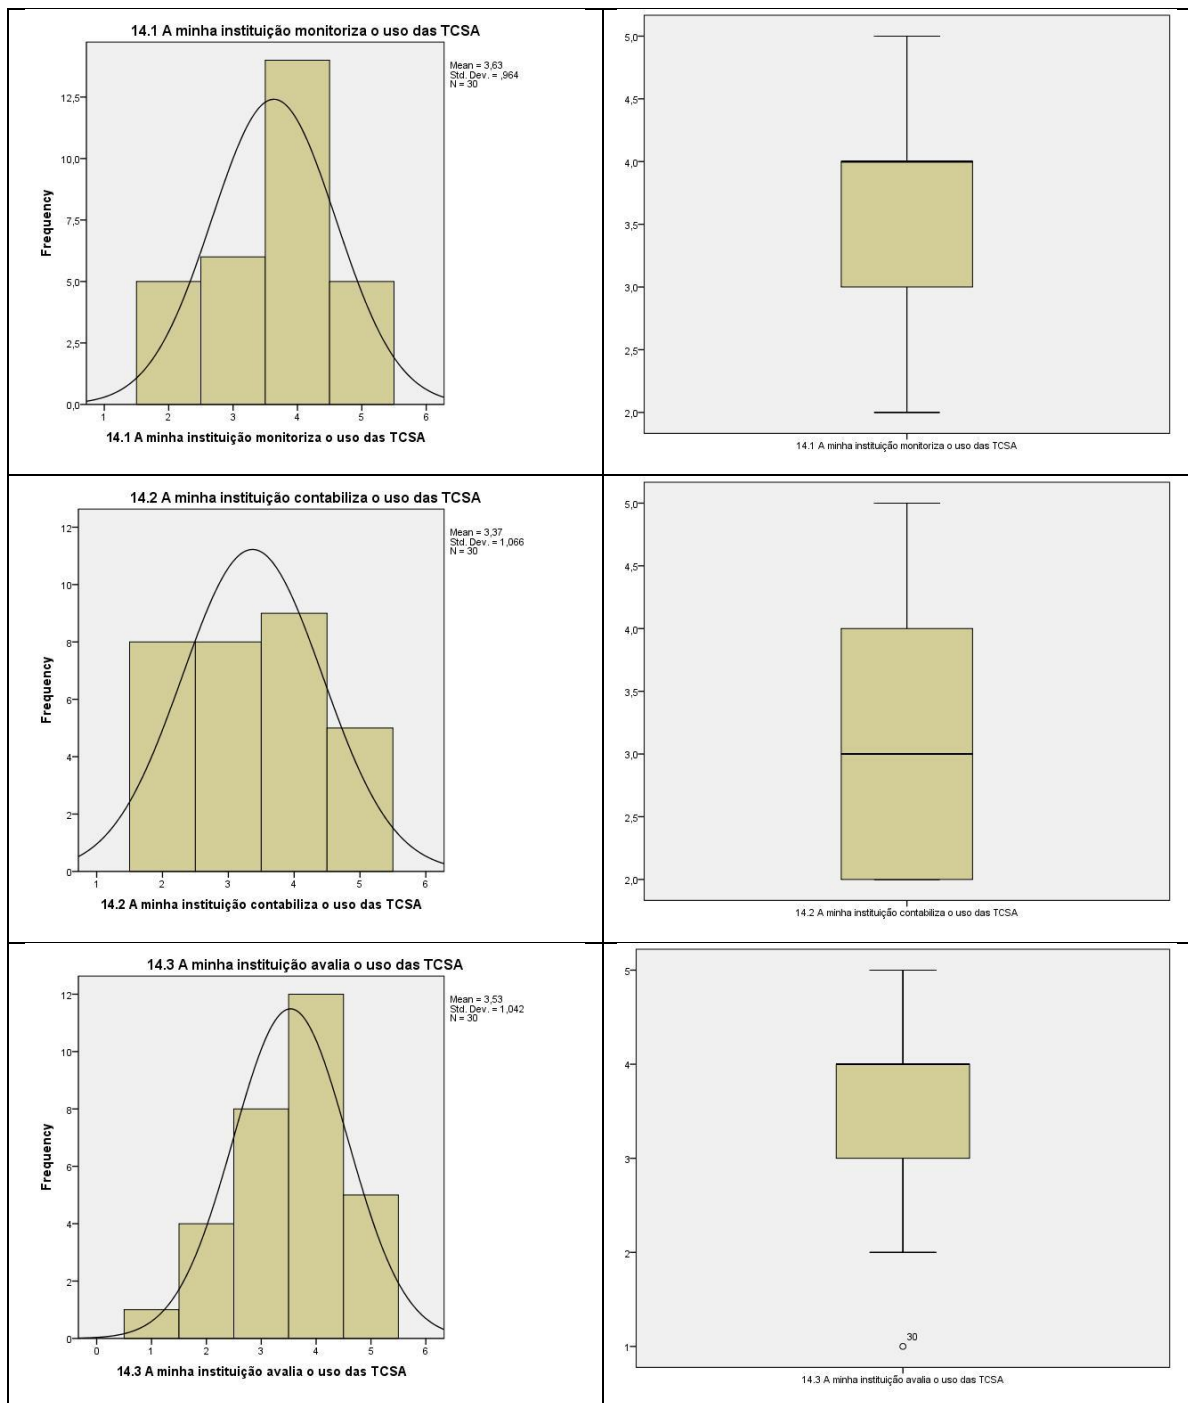 14.1 A minha instituição monitoriza o uso das TCSA
Mean = 3,63
Std. Dev. = ,964
N = 30
Frequency
12,5
10,0
7,5
5,0
2,5
0,0
1 2 3 4 5 6
14.1 A minha instituição monitoriza o uso das TCSA
5,0
4,5
4,0
3,5
3,0
2,5
2,0
14.1 A minha instituição monitoriza o uso das TCSA
14.2 A minha instituição contabiliza o uso das TCSA
Mean = 3,37
Std. Dev. = 1,066
N = 30
Frequency
12
10
8
6
4
2
0
1 2 3 4 5 6
14.2 A minha instituição contabiliza o uso das TCSA
5,0
4,5
4,0
3,5
3,0
2,5
2,0
14.2 A minha instituição contabiliza o uso das TCSA
14.3 A minha instituição avalia o uso das TCSA
Mean = 3,53
Std. Dev. = 1,042
N = 30
Frequency
12
10
8
6
4
2
0
0 1 2 3 4 5 6
14.3 A minha instituição avalia o uso das TCSA
5
4
3
2
1
30
14.3 A minha instituição avalia o uso das TCSA